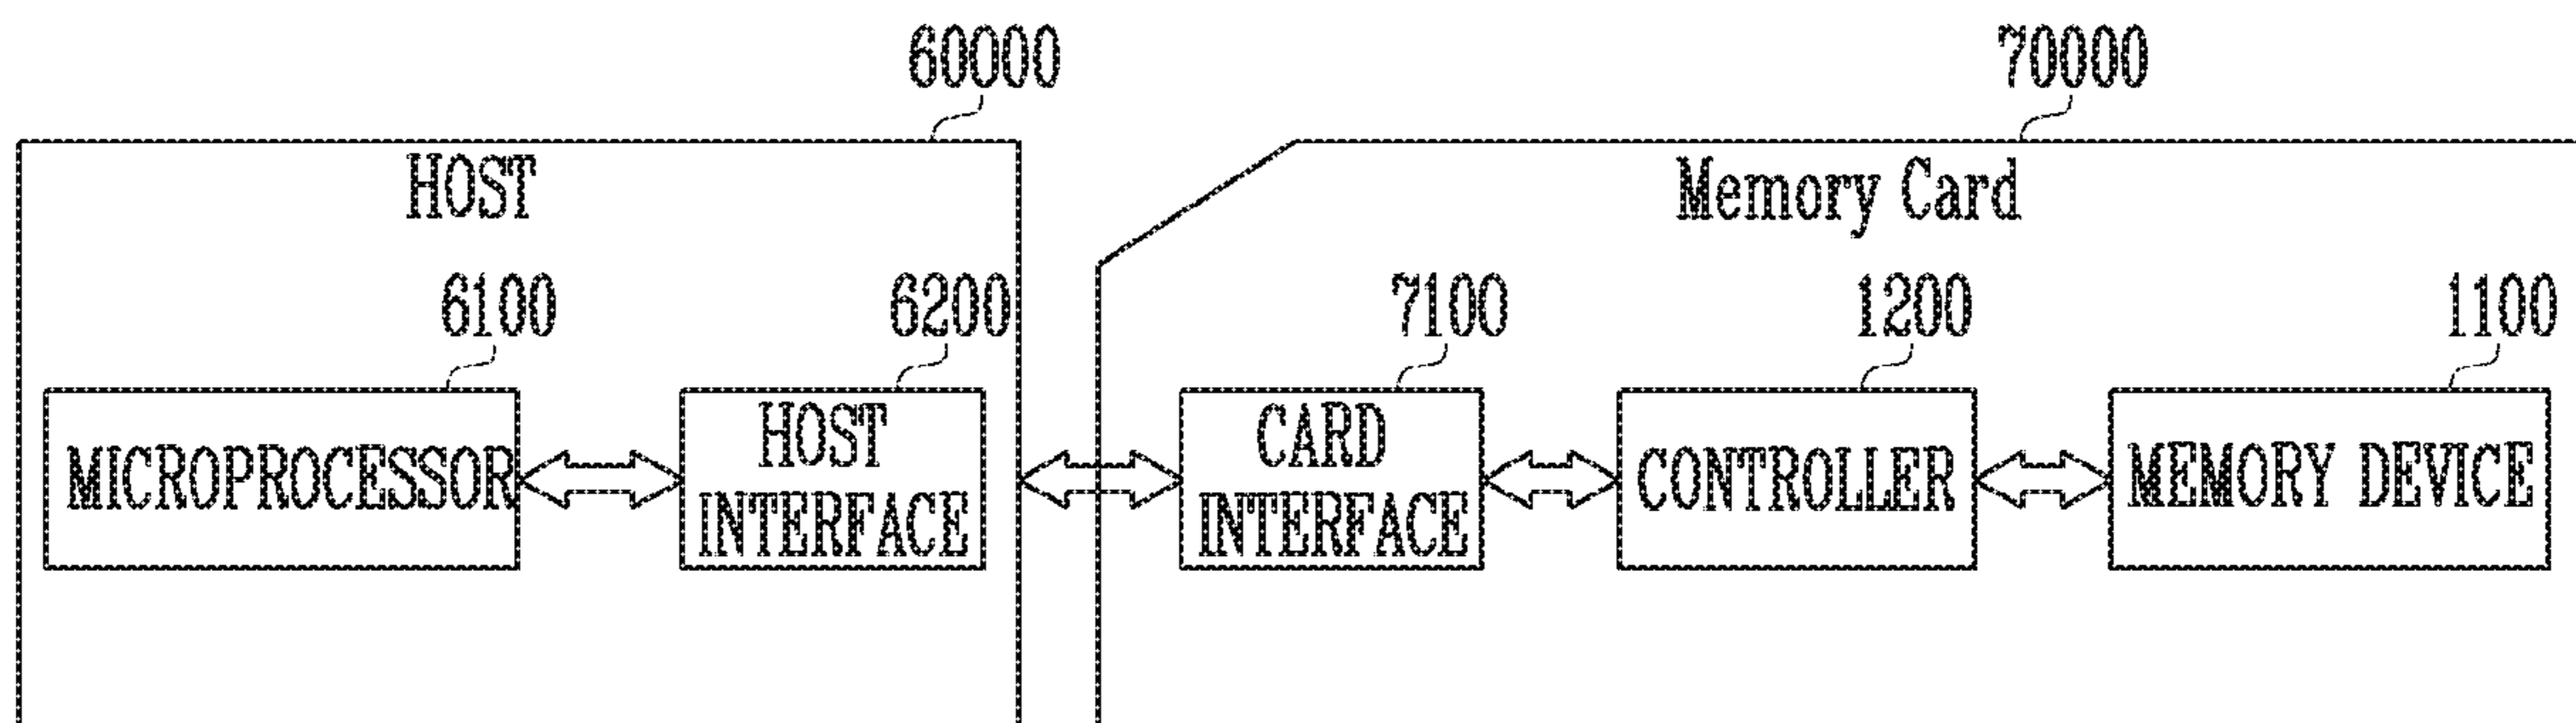 60000
70000
HOST
Memory Card
6100
6200
7100
1200
1100
MICROPROCESSOR
HOST
INTERFACE
CARD
INTERFACE
CONTROLLER
MEMORY DEVICE